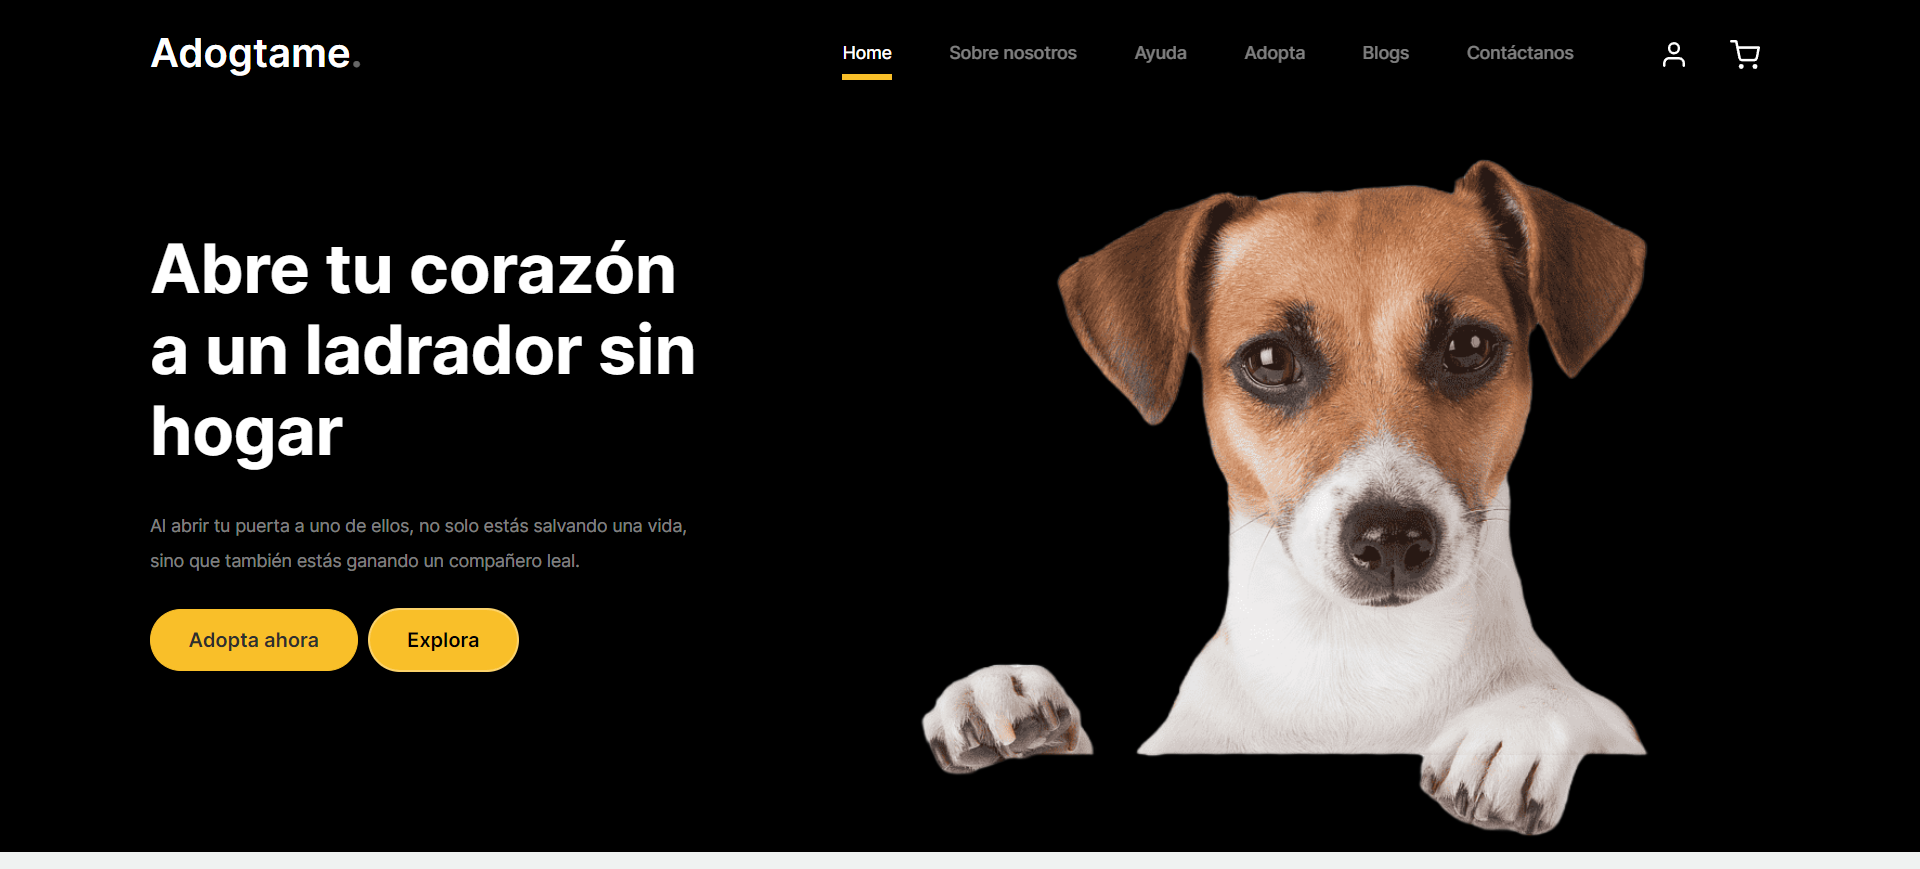 Adogtame.
Home Sobre nosotros Ayuda Adopta Blogs Contáctanos
Abre tu corazón
a un ladrador sin
hogar
Al abrir tu puerta a uno de ellos, no solo estás salvando una vida,
sino que también estás ganando un compañero leal.
Adopta ahora Explora